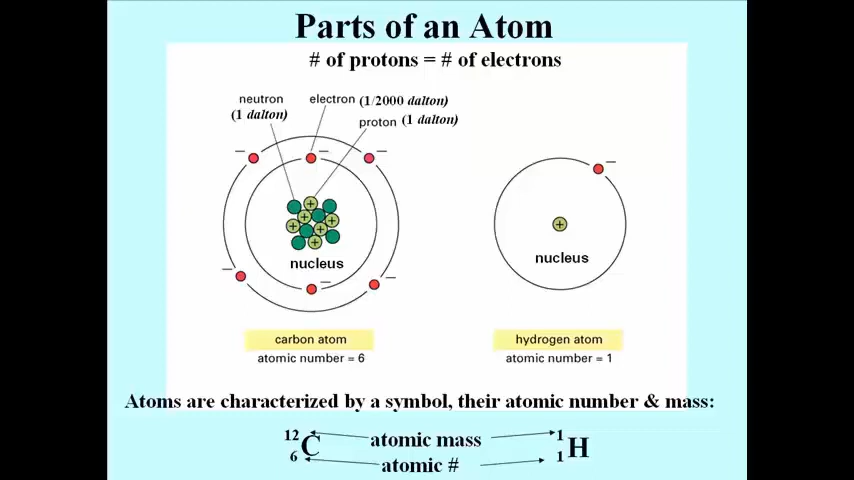 Parts of an Atom
# of protons = # of electrons
neutron
(1 dalton)
electron (1/2000 dalton)
proton (1 dalton)
nucleus
nucleus
carbon atom
atomic number = 6
hydrogen atom
atomic number = 1
Atoms are characterized by a symbol, their atomic number & mass:
12 6 C
atomic mass
atomic #
1 1 H